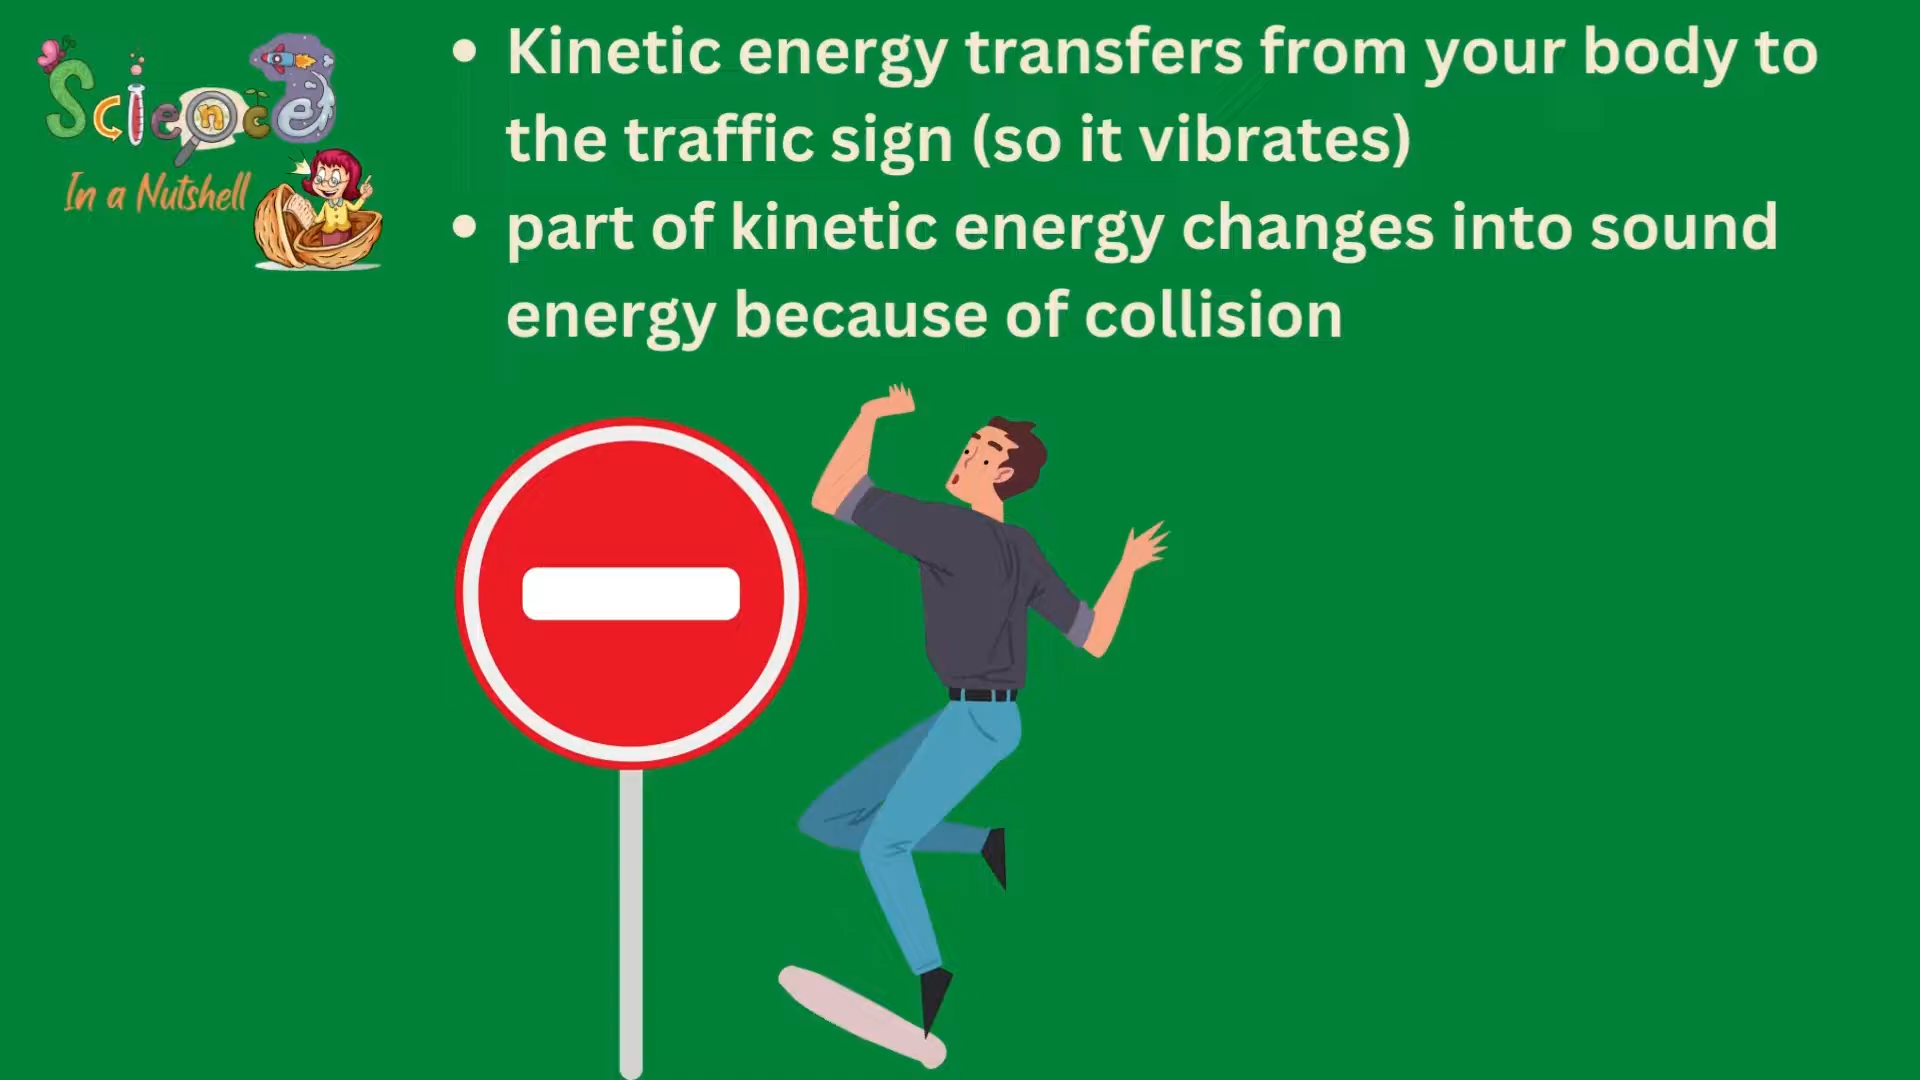 Science
In a Nutshell
• Kinetic energy transfers from your body to
the traffic sign (so it vibrates)
• part of kinetic energy changes into sound
energy because of collision